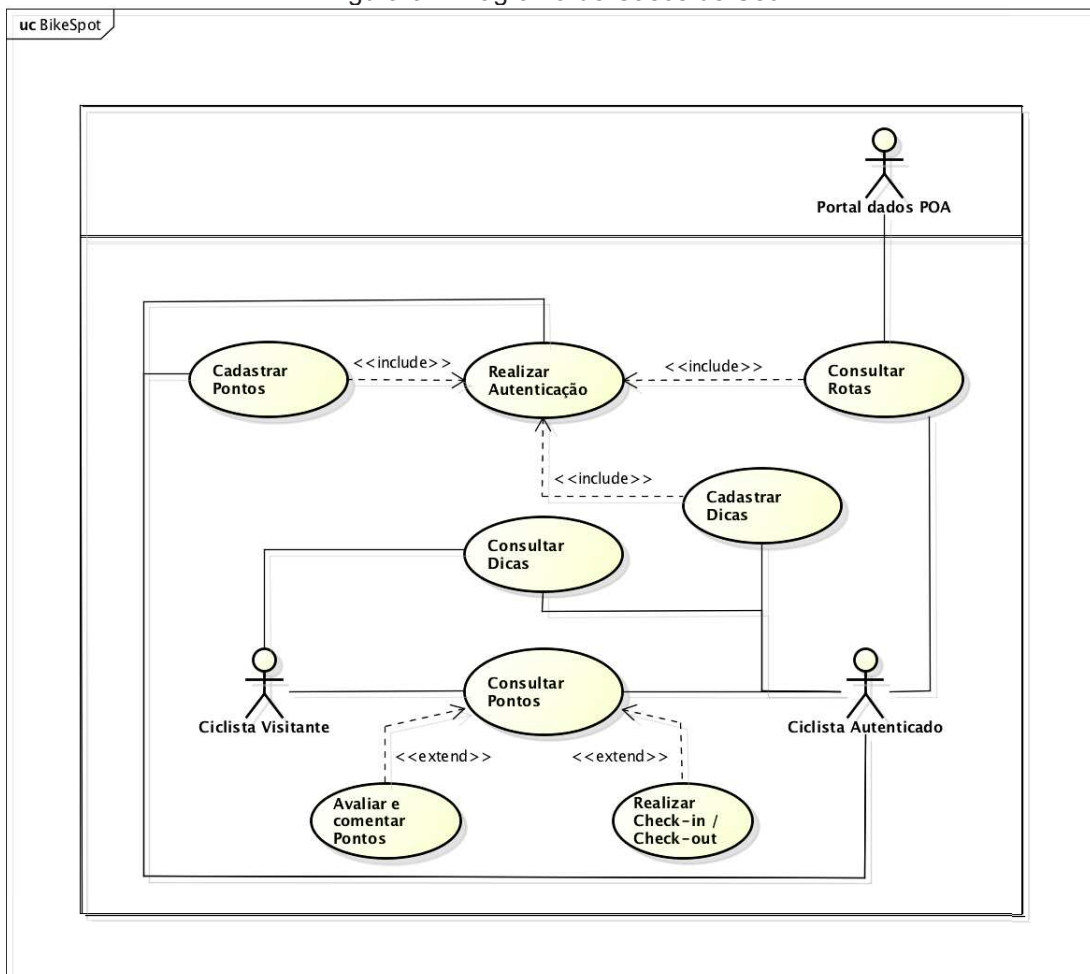 uc BikeSpot
Portal dados POA
Cadastrar
Pontos
<<include>>
Realizar
Autenticação
<<include>>
Consultar
Rotas
<<include>>
Cadastrar
Dicas
Consultar
Dicas
Consultar
Pontos
Ciclista Visitante
Ciclista Autenticado
<<extend>>
<<extend>>
Avaliar e
comentar
Pontos
Realizar
Check-in /
Check-out